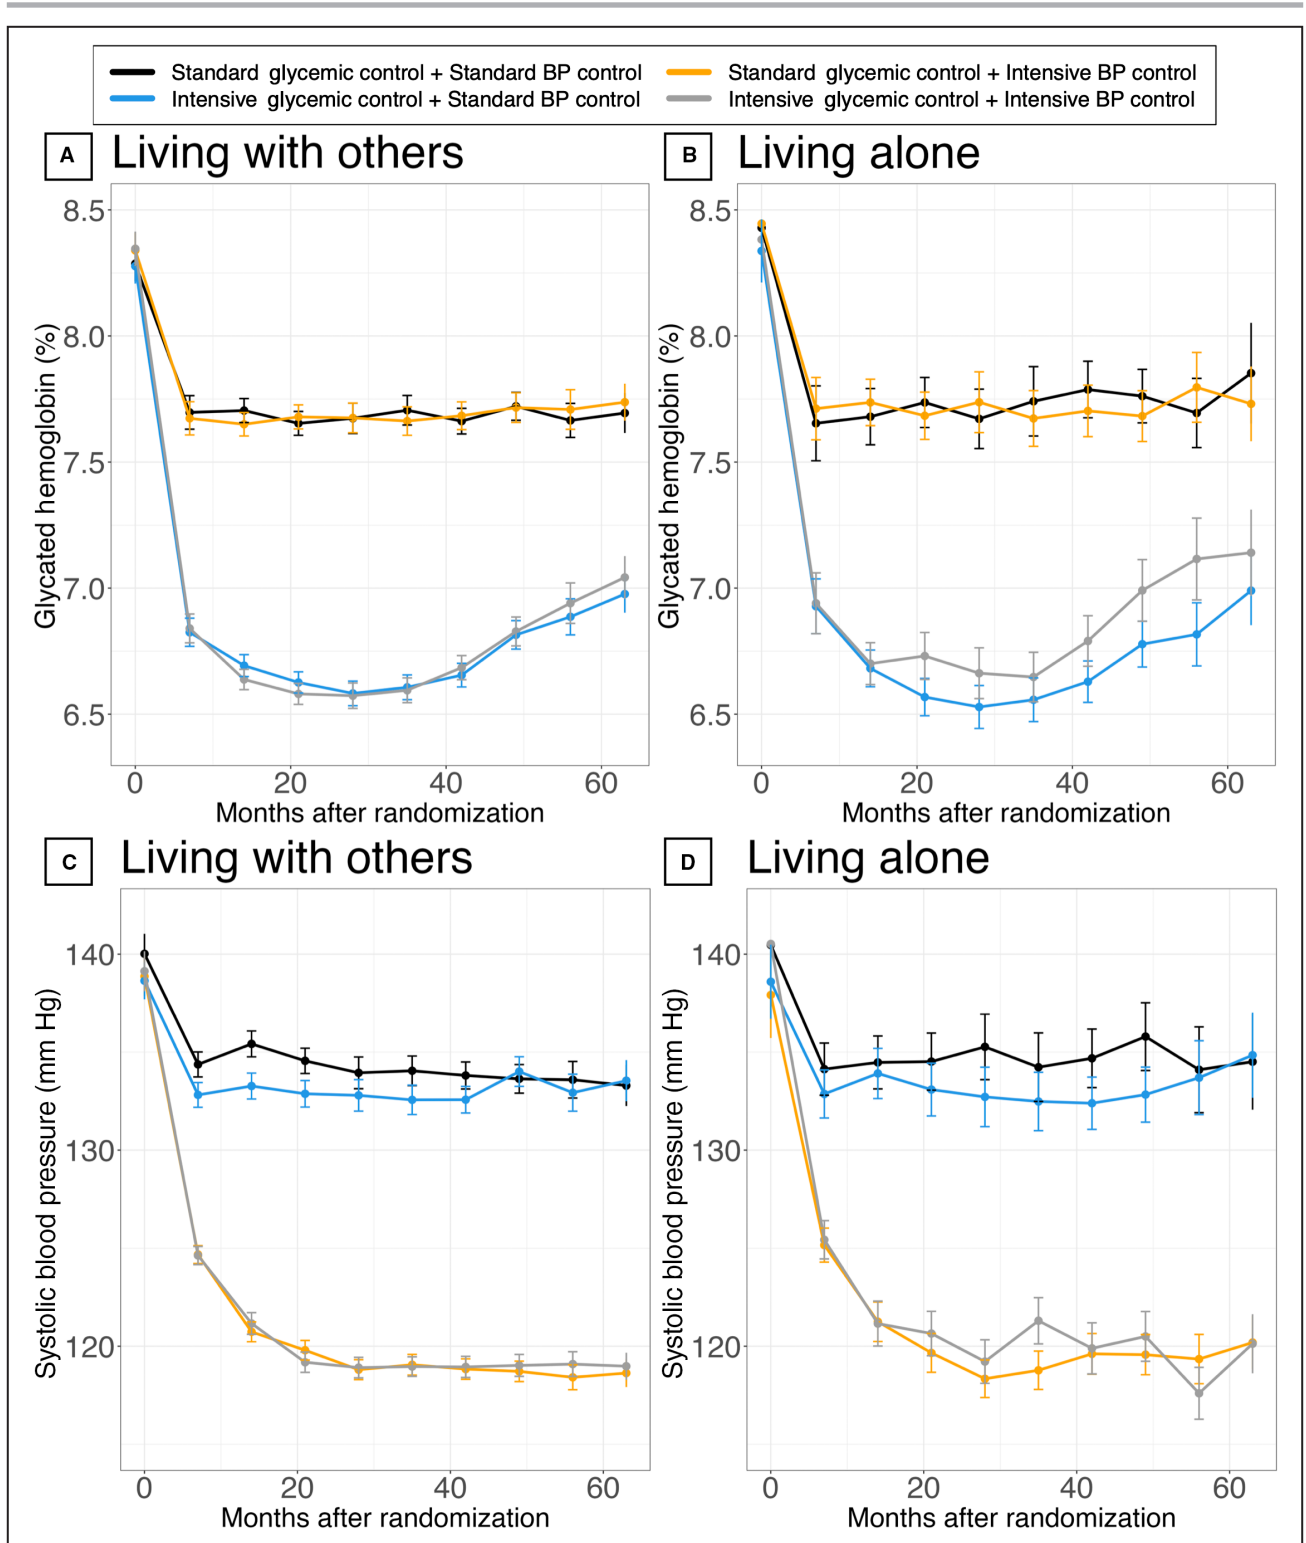 Standard glycemic control + Standard BP control
Standard glycemic control + Intensive BP control
Intensive glycemic control + Standard BP control
Intensive glycemic control + Intensive BP control
A
Living with others
Glycated hemoglobin (%)
8.5
8.0
7.5
7.0
6.5
0 20 40 60
Months after randomization
B
Living alone
Glycated hemoglobin (%)
8.5
8.0
7.5
7.0
6.5
0 20 40 60
Months after randomization
C
Living with others
Systolic blood pressure (mm Hg)
140
130
120
0 20 40 60
Months after randomization
D
Living alone
Systolic blood pressure (mm Hg)
140
130
120
0 20 40 60
Months after randomization